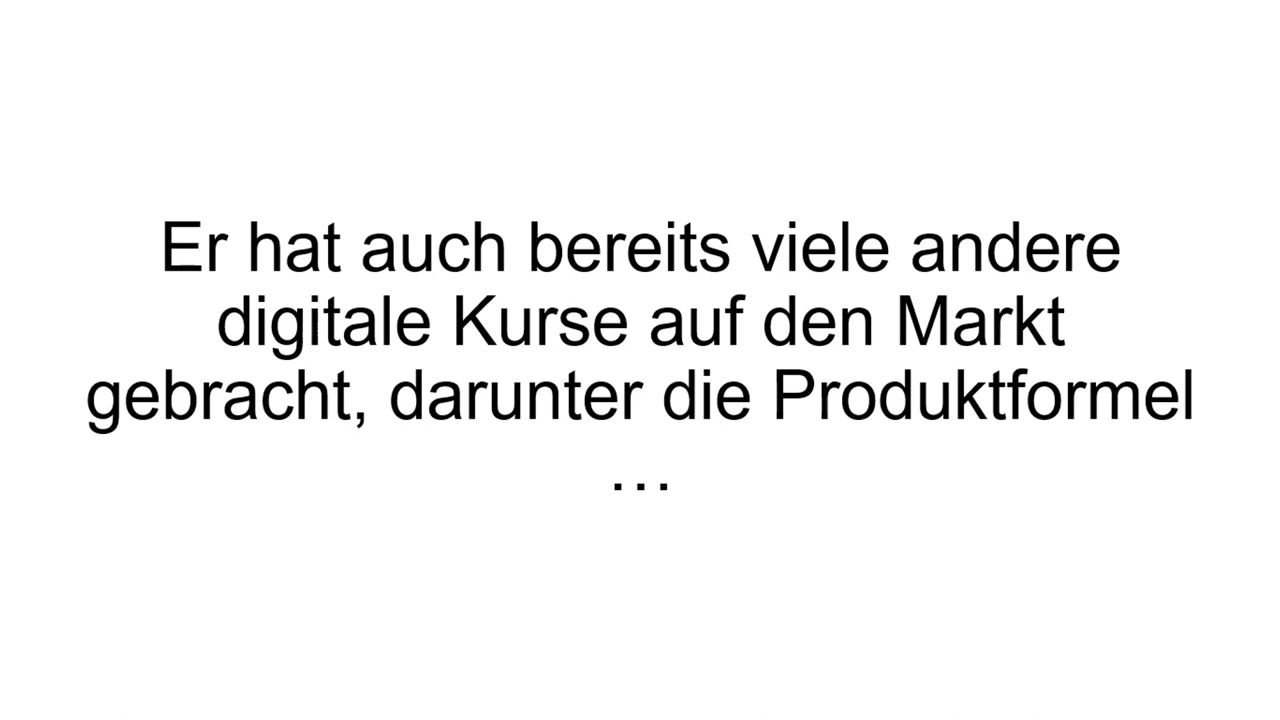 Er hat auch bereits viele andere
digitale Kurse auf den Markt
gebracht, darunter die Produktformel
…